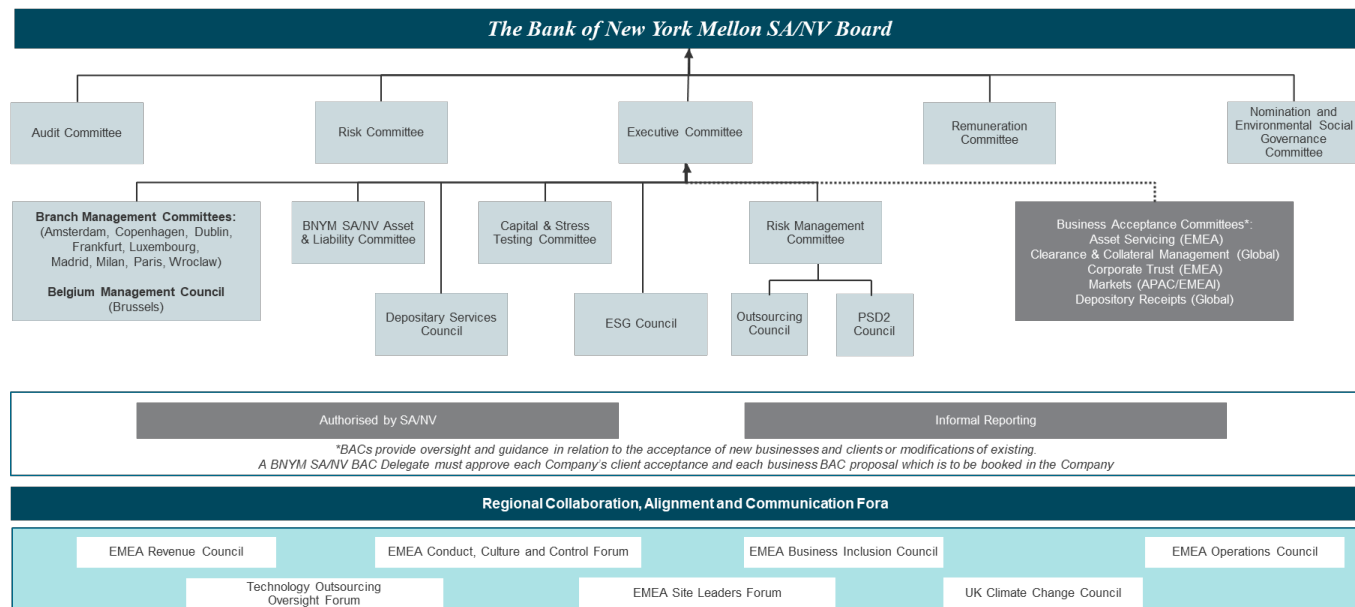 The Bank of New York Mellon SA/NV Board
Audit Committee
Risk Committee
Executive Committee
Remuneration
Committee
Nomination and
Environmental Social
Governance
Committee
Branch Management Committees:
(Amsterdam, Copenhagen, Dublin,
Frankfurt, Luxembourg,
Madrid, Milan, Paris, Wroclaw)
Belgium Management Council
(Brussels)
BNYM SA/NV Asset
& Liability Committee
Capital & Stress
Testing Committee
Risk Management
Committee
Business Acceptance Committees*:
Asset Servicing (EMEA)
Clearance & Collateral Management (Global)
Corporate Trust (EMEA)
Markets (APAC/EMEAI)
Depository Receipts (Global)
Depositary Services
Council
ESG Council
Outsourcing
Council
PSD2
Council
Authorised by SA/NV
Informal Reporting
*BACs provide oversight and guidance in relation to the acceptance of new businesses and clients or modifications of existing.
A BNYM SA/NV BAC Delegate must approve each Company's client acceptance and each business BAC proposal which is to be booked in the Company
Regional Collaboration, Alignment and Communication Fora
EMEA Revenue Council
EMEA Conduct, Culture and Control Forum
EMEA Business Inclusion Council
EMEA Operations Council
Technology Outsourcing
Oversight Forum
EMEA Site Leaders Forum
UK Climate Change Council